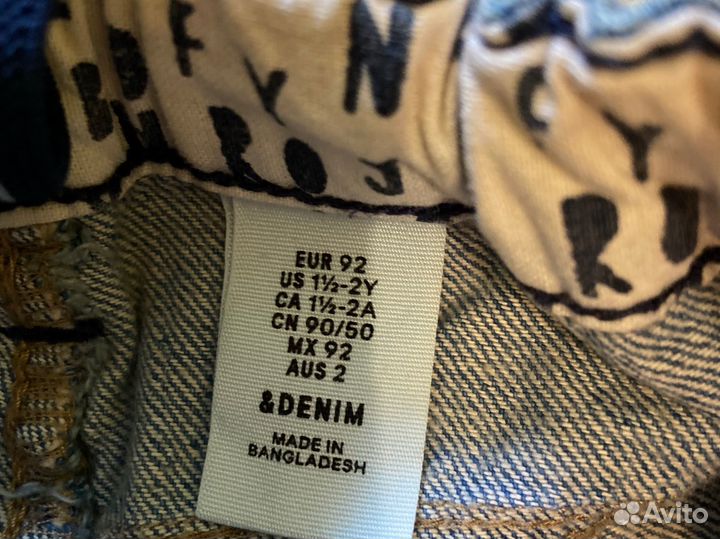 EUR 92
US 1½-2Y
CA 1½-2A
CN 90/50
MX 92
AUS 2
&DENIM
MADE IN
BANGLADESH
Avito